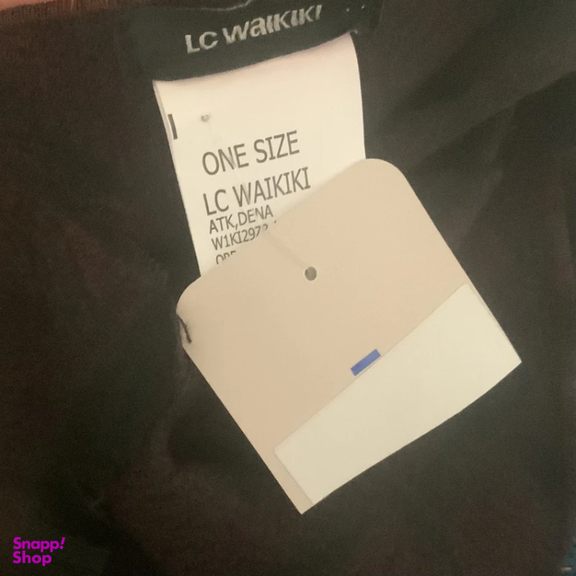 LC WAIKIKI
ONE SIZE
LC WAIKIKI
ATK,DENA
Snapp!
Shop